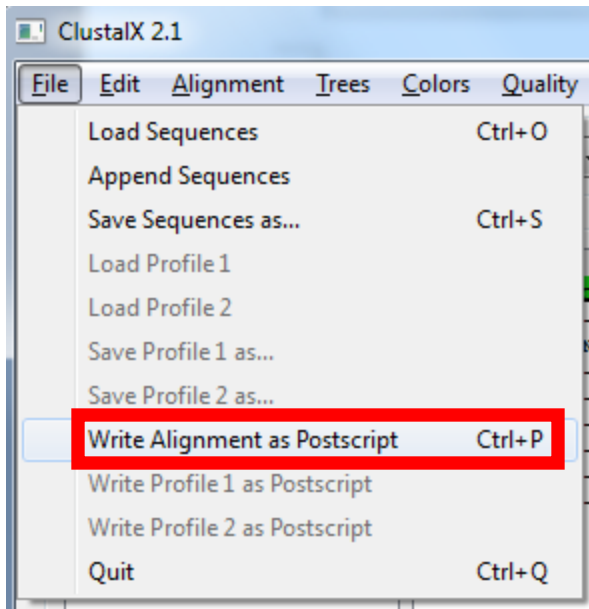 ClustalX 2.1
File Edit Alignment Trees Colors Quality
Load Sequences Ctrl+O
Append Sequences
Save Sequences as... Ctrl+S
Load Profile 1
Load Profile 2
Save Profile 1 as...
Save Profile 2 as...
Write Alignment as Postscript Ctrl+P
Write Profile 1 as Postscript
Write Profile 2 as Postscript
Quit Ctrl+Q